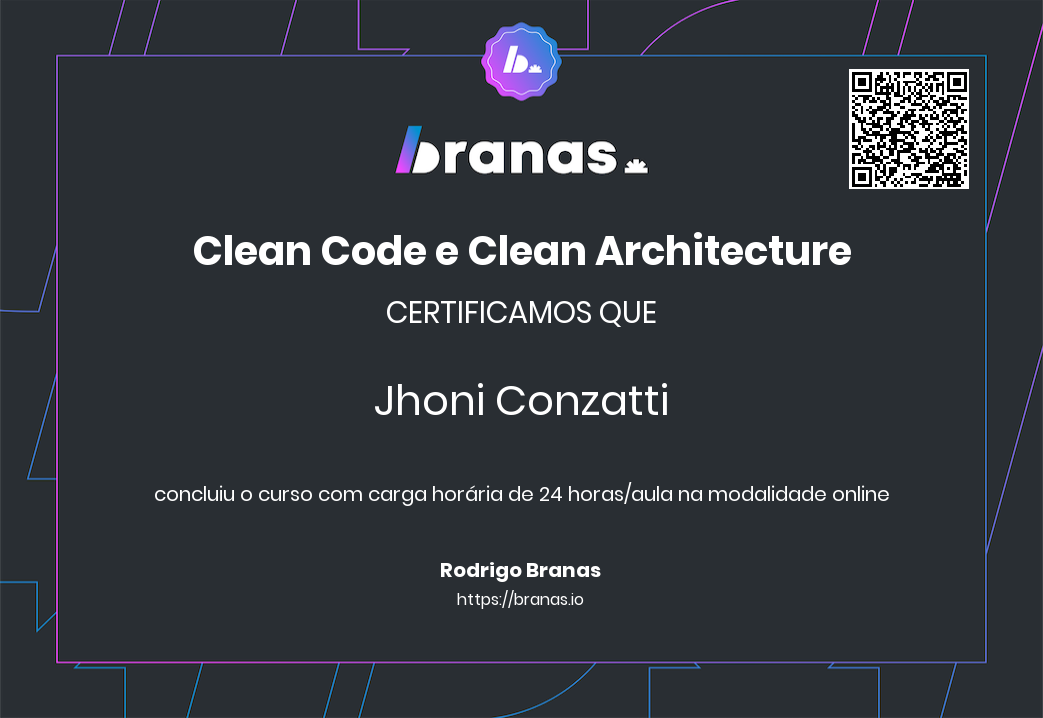 b
branas
Clean Code e Clean Architecture
CERTIFICAMOS QUE
Jhoni Conzatti
concluiu o curso com carga horária de 24 horas/aula na modalidade online
Rodrigo Branas
https://branas.io